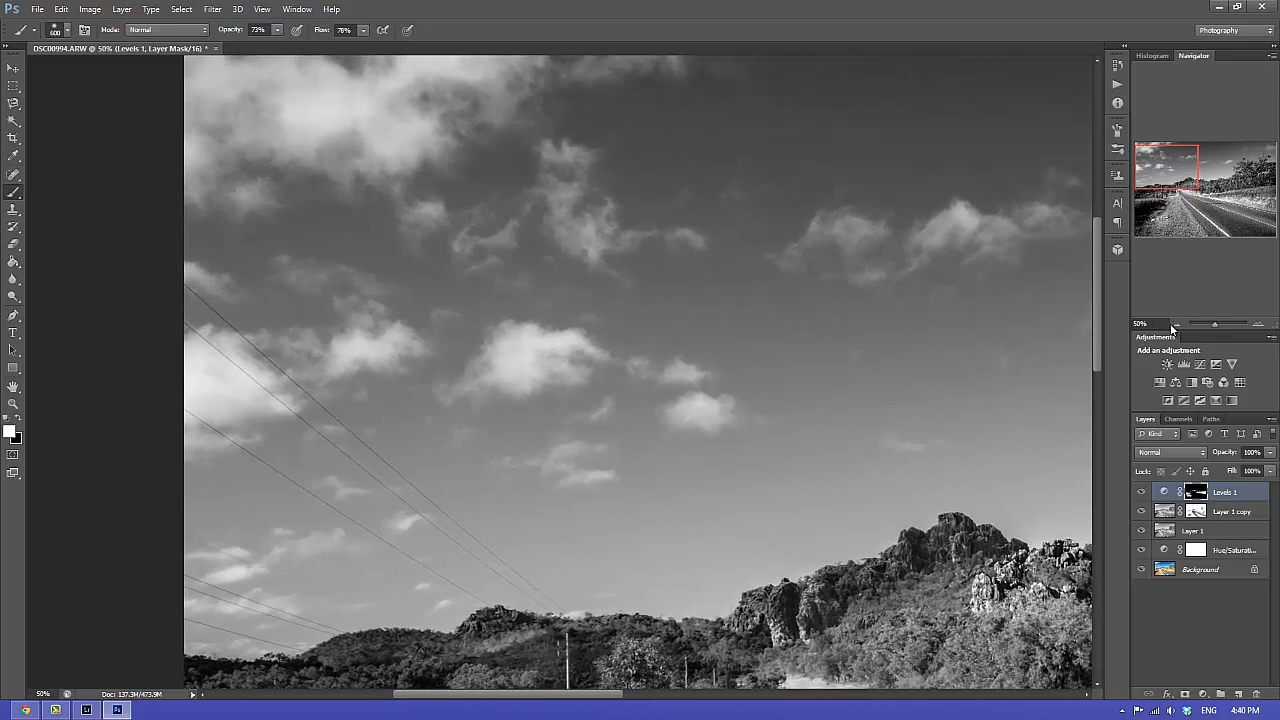 Ps File Edit Image Layer Type Select Filter 3D View Window Help
600 Mode: Normal Opacity: 73% Flow: 78% Photography
DSC00994.ARW @ 50% (Levels 1, Layer Mask/16) * ×
Histogram Navigator
50%
Adjustments
Add an adjustment
Layers Channels Paths
Kind
Normal Opacity: 100%
Lock: Fill: 100%
Levels 1
Layer 1 copy
Layer 1
Hue/Saturati...
Background
50% Doc: 137.3M/473.9M
ENG 4:40 PM